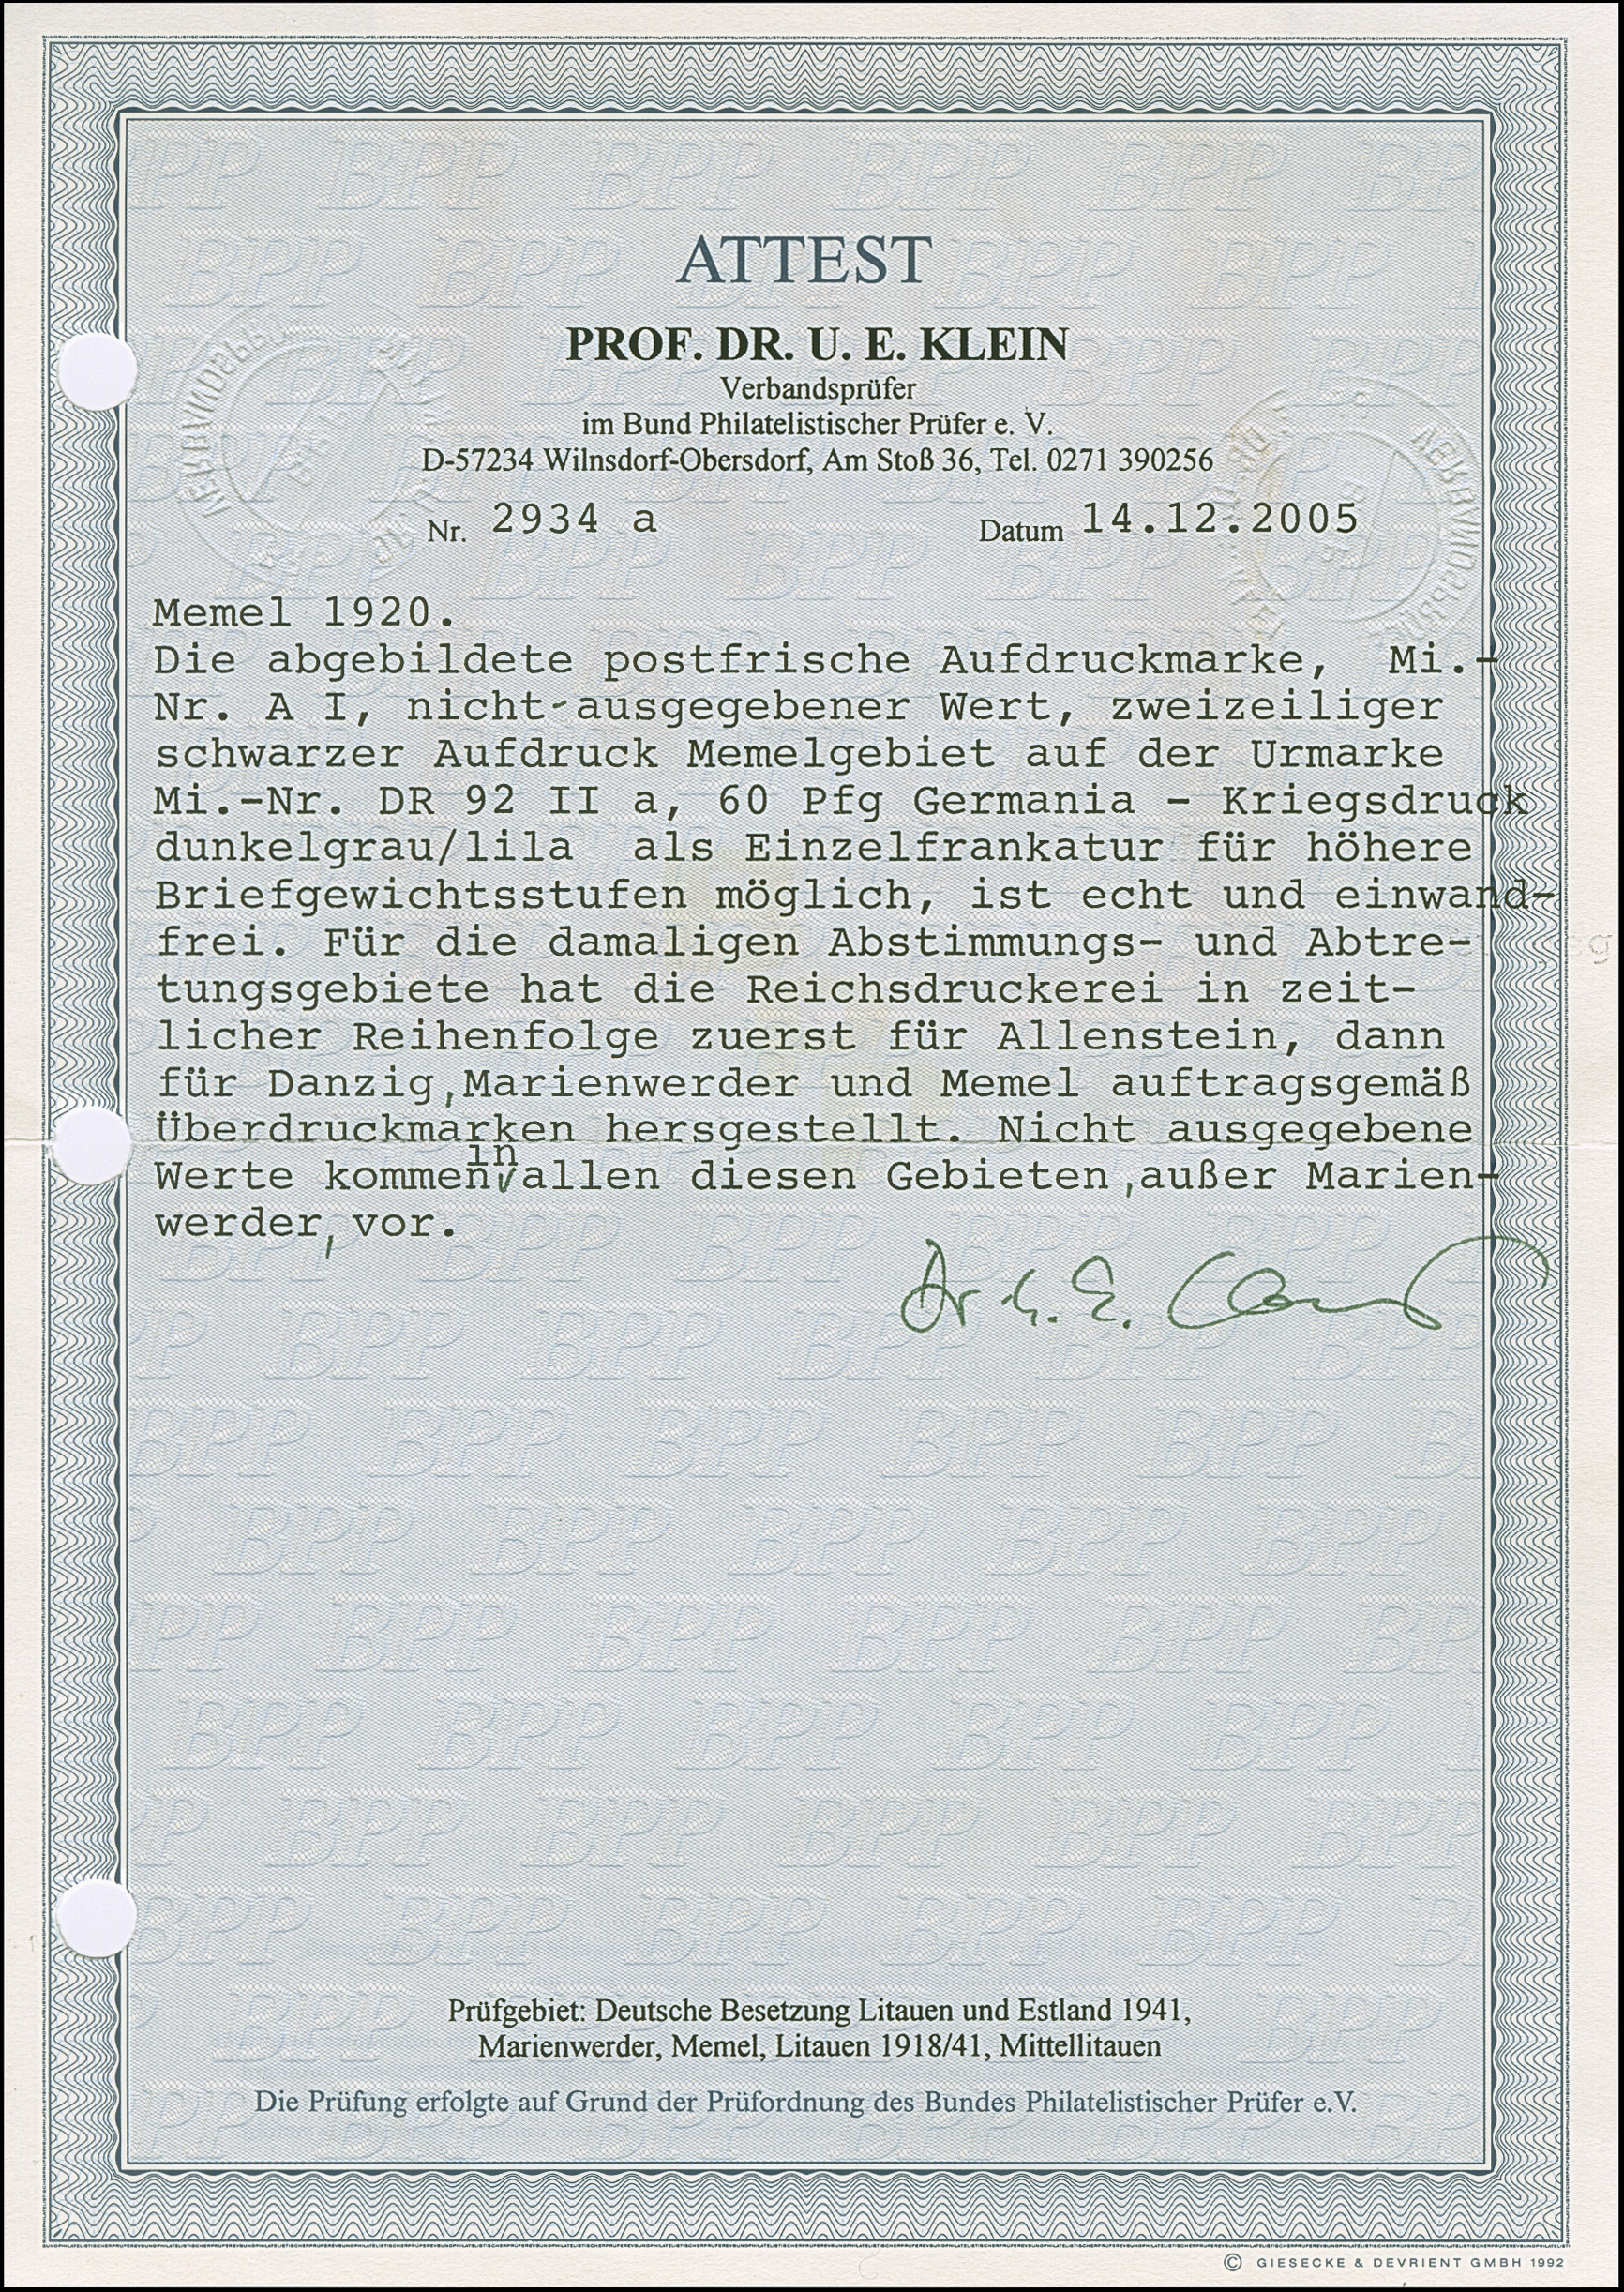 ATTEST
PROF. DR. U. E. KLEIN
Verbandsprüfer
im Bund Philatelistischer Prüfer e. V.
D-57234 Wilnsdorf-Obersdorf, Am Stoß 36, Tel. 0271 390256
Nr. 2934 a Datum 14.12.2005
Memel 1920.
Die abgebildete postfrische Aufdruckmarke, Mi.-
Nr. A I, nicht-ausgegebener Wert, zweizeiliger
schwarzer Aufdruck Memelgebiet auf der Urmarke
Mi.-Nr. DR 92 II a, 60 Pfg Germania - Kriegsdruck
dunkelgrau/lila als Einzelfrankatur für höhere
Briefgewichtsstufen möglich, ist echt und einwand-
frei. Für die damaligen Abstimmungs- und Abtre-
tungsgebiete hat die Reichsdruckerei in zeit-
licher Reihenfolge zuerst für Allenstein, dann
für Danzig,Marienwerder und Memel auftragsgemäß
Überdruckmarken hersgestellt. Nicht ausgegebene
Werte kommen in allen diesen Gebieten,außer Marien-
werder, vor.
Dr U. E. Klein
Prüfgebiet: Deutsche Besetzung Litauen und Estland 1941,
Marienwerder, Memel, Litauen 1918/41, Mittellitauen
Die Prüfung erfolgte auf Grund der Prüfordnung des Bundes Philatelistischer Prüfer e.V.
© GIESECKE & DEVRIENT GMBH 1992